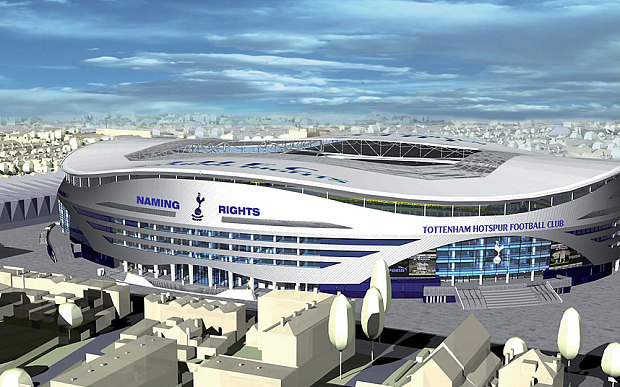 NAMING RIGHTS
TOTTENHAM HOTSPUR FOOTBALL CLUB